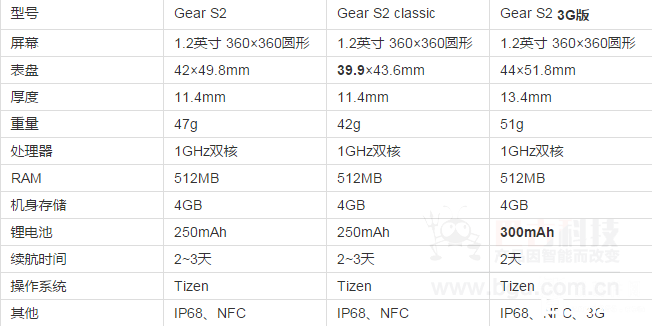 型号 Gear S2 Gear S2 classic Gear S2 3G版
屏幕 1.2英寸 360×360圆形 1.2英寸 360×360圆形 1.2英寸 360×360圆形
表盘 42×49.8mm 39.9×43.6mm 44×51.8mm
厚度 11.4mm 11.4mm 13.4mm
重量 47g 42g 51g
处理器 1GHz双核 1GHz双核 1GHz双核
RAM 512MB 512MB 512MB
机身存储 4GB 4GB 4GB
锂电池 250mAh 250mAh 300mAh
续航时间 2~3天 2~3天 2天
操作系统 Tizen Tizen Tizen
其他 IP68、NFC IP68、NFC IP68、NFC、3G